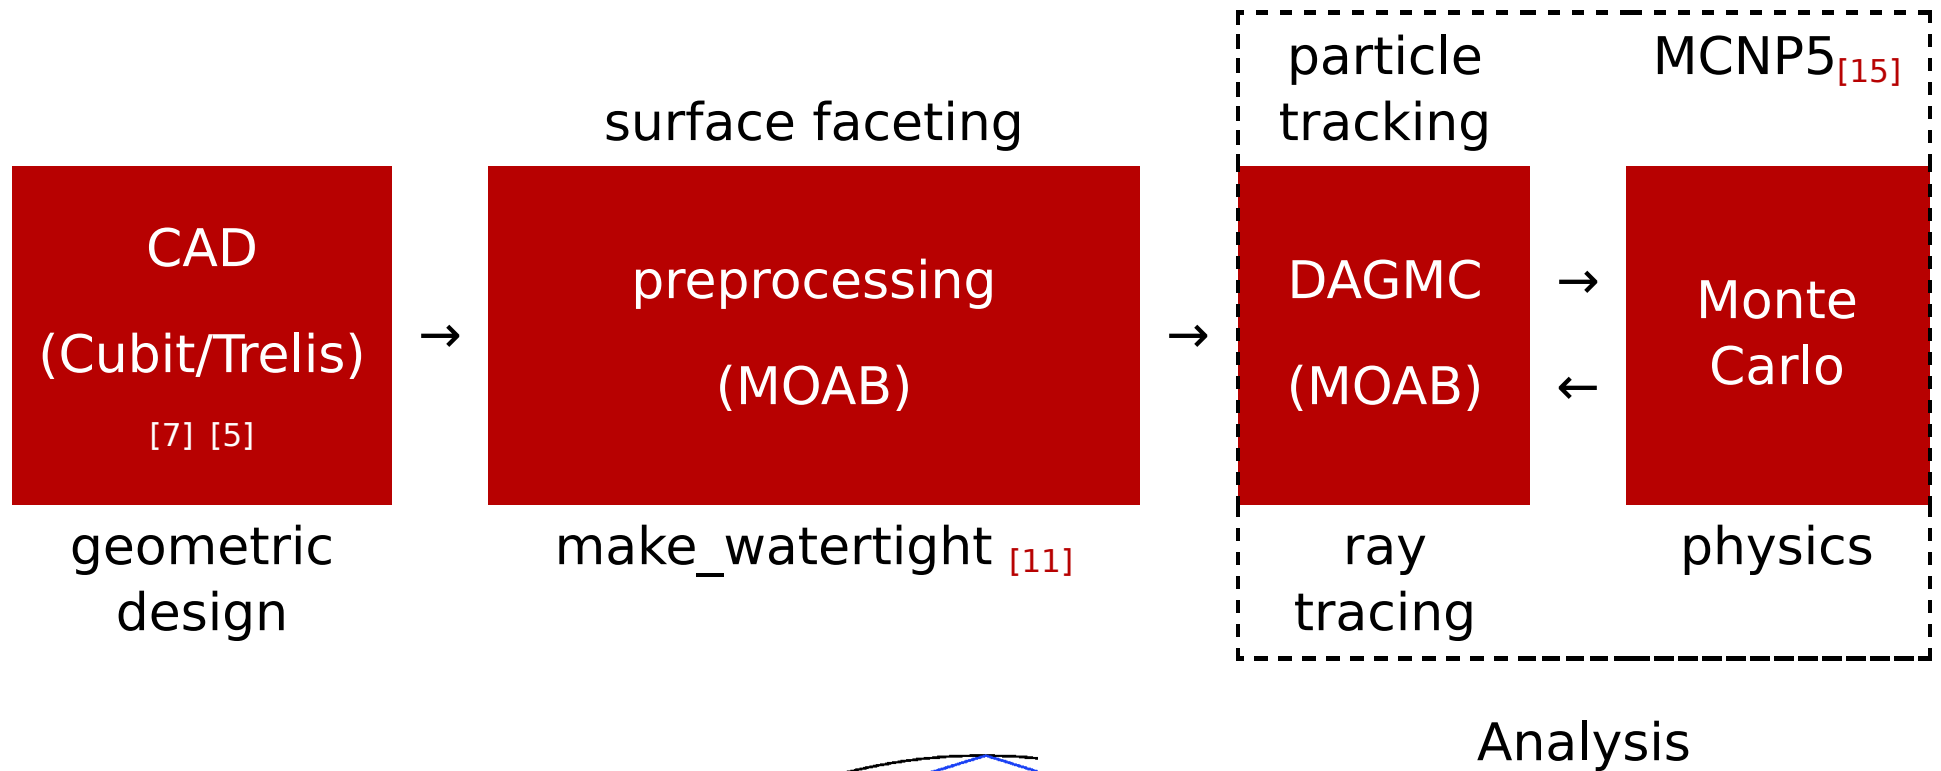 CAD
(Cubit/Trelis)
[7] [5]
geometric
design
→
surface faceting
preprocessing
(MOAB)
make_watertight [11]
→
particle
tracking
DAGMC
(MOAB)
ray
tracing
→
←
MCNP5[15]
Monte
Carlo
physics
Analysis